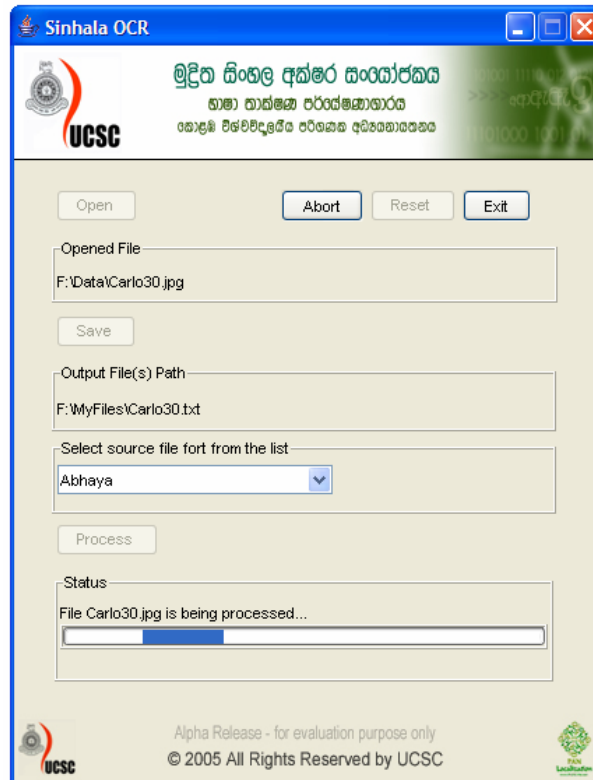 Sinhala OCR
UCSC
මුද්‍රිත සිංහල අක්ෂර සංයෝජකය
භාෂා තාක්ෂණ පර්යේෂණාගාරය
කොළඹ විශ්වවිද්‍යාලයීය පරිගණක අධ්‍යයනායතනය
Open
Abort
Reset
Exit
Opened File
F:\Data\Carlo30.jpg
Save
Output File(s) Path
F:\MyFiles\Carlo30.txt
Select source file fort from the list
Abhaya
Process
Status
File Carlo30.jpg is being processed...
Alpha Release - for evaluation purpose only
© 2005 All Rights Reserved by UCSC
UCSC
PAN
Localization